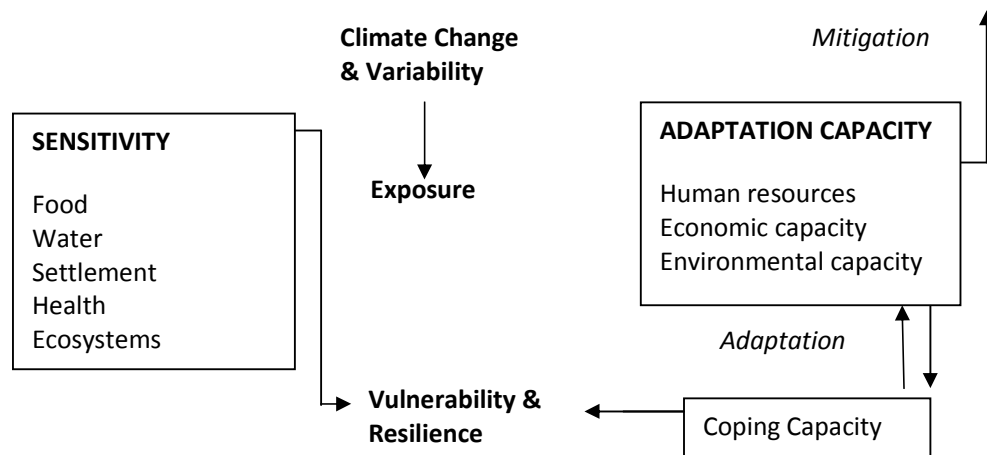 Climate Change
& Variability
Mitigation
SENSITIVITY
Food
Water
Settlement
Health
Ecosystems
Exposure
ADAPTATION CAPACITY
Human resources
Economic capacity
Environmental capacity
Adaptation
Vulnerability &
Resilience
Coping Capacity